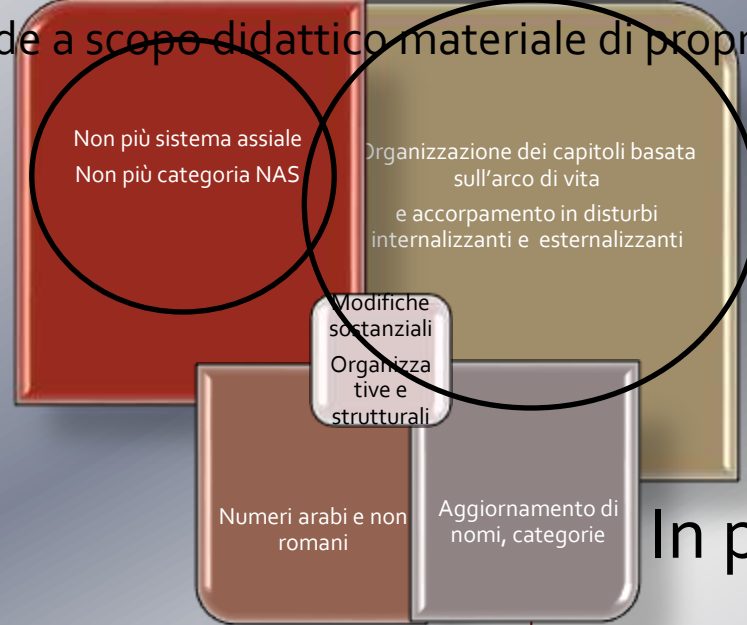 de a scopo didattico materiale di propr
Non più sistema assiale
Non più categoria NAS
Organizzazione dei capitoli basata
sull'arco di vita
e accorpamento in disturbi
internalizzanti e esternalizzanti
Modifiche
sostanziali
Organizza
tive e
strutturali
Numeri arabi e non
romani
Aggiornamento di
nomi, categorie
In p